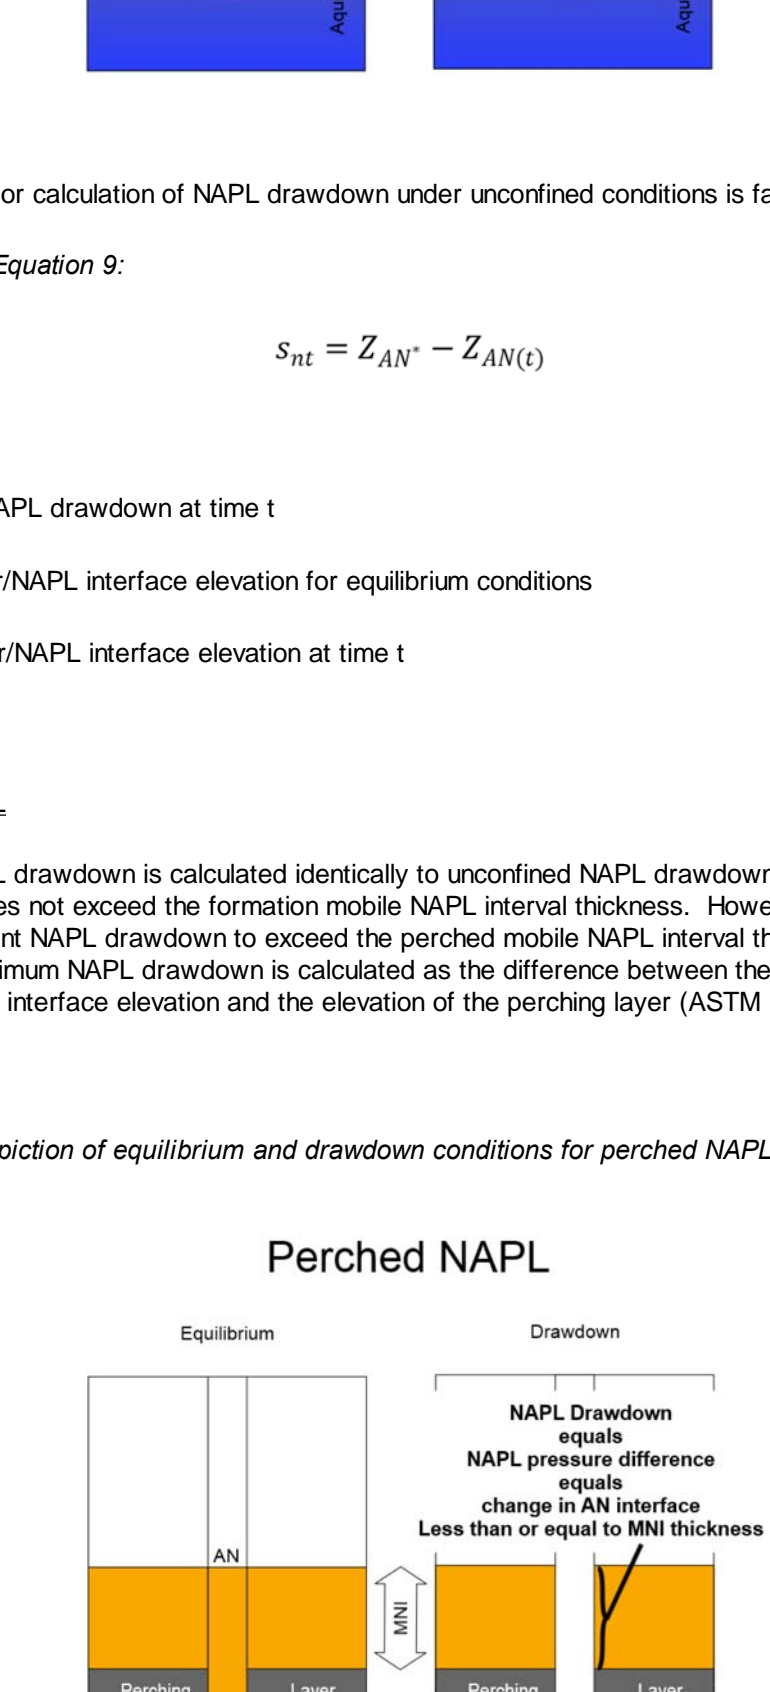 Aqu
Aqu
or calculation of NAPL drawdown under unconfined conditions is fa
Equation 9:
s_{nt} = Z_{AN^*} − Z_{AN(t)}
APL drawdown at time t
r/NAPL interface elevation for equilibrium conditions
r/NAPL interface elevation at time t
L drawdown is calculated identically to unconfined NAPL drawdown
es not exceed the formation mobile NAPL interval thickness. Howe
nt NAPL drawdown to exceed the perched mobile NAPL interval th
imum NAPL drawdown is calculated as the difference between the
interface elevation and the elevation of the perching layer (ASTM
piction of equilibrium and drawdown conditions for perched NAPL
Perched NAPL
Equilibrium
Drawdown
NAPL Drawdown
equals
NAPL pressure difference
equals
change in AN interface
Less than or equal to MNI thickness
AN
MNI
Perching Layer
Perching Layer